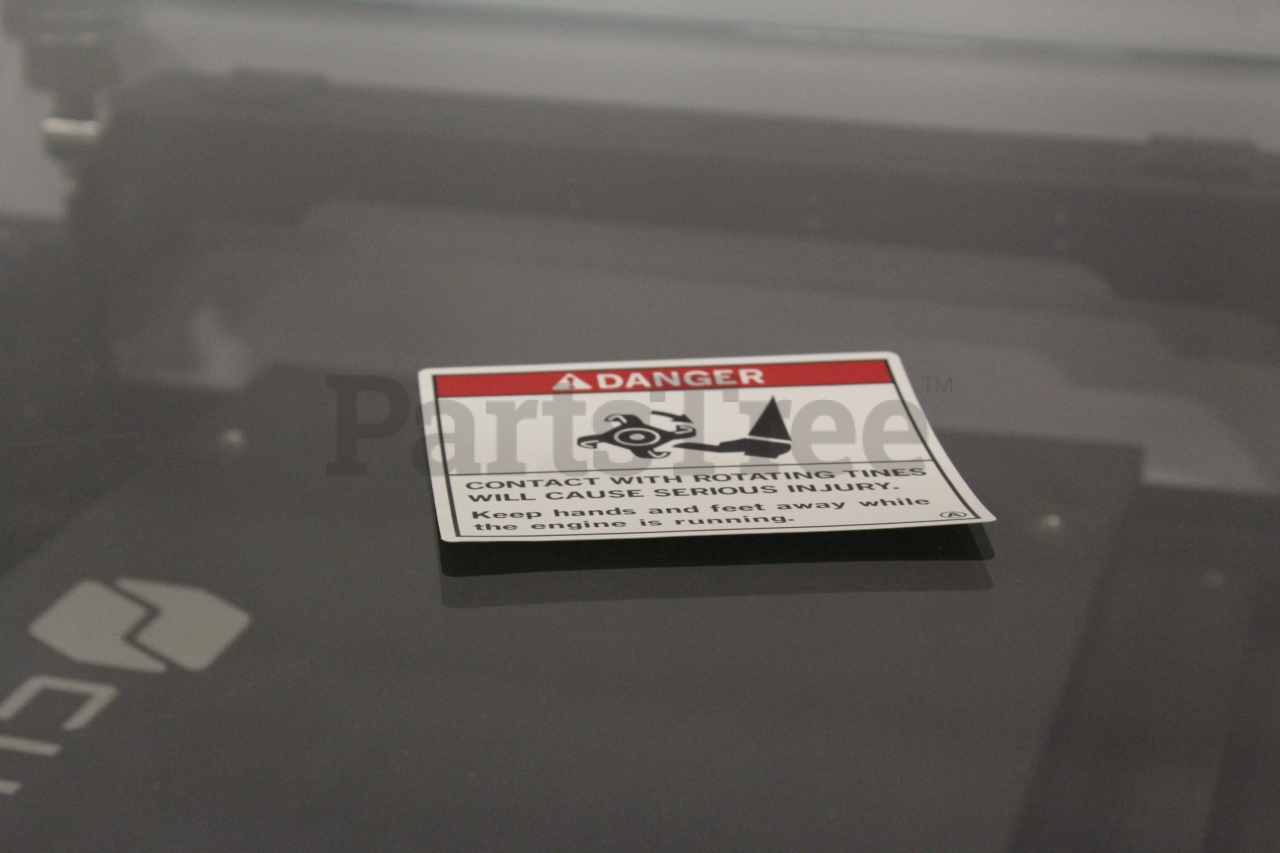 DANGER
PartsTree™
CONTACT WITH ROTATING TINES
WILL CAUSE SERIOUS INJURY.
Keep hands and feet away while
the engine is running.
A